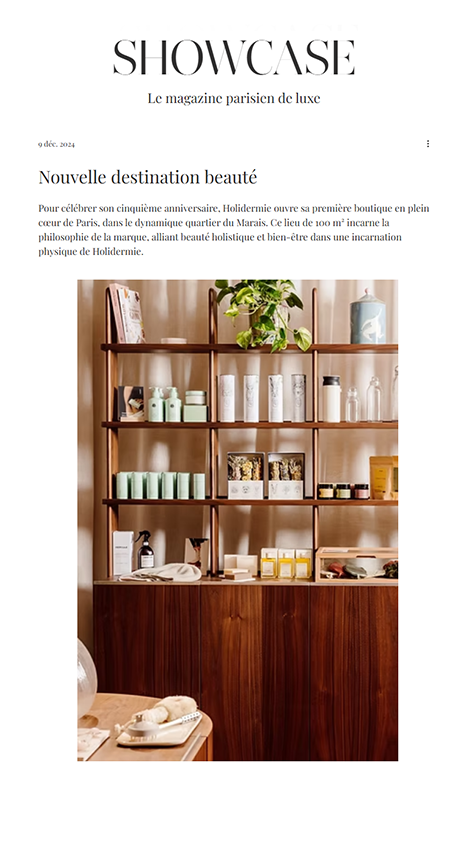 SHOWCASE
Le magazine parisien de luxe
9 déc. 2024
Nouvelle destination beauté
Pour célébrer son cinquième anniversaire, Holidermie ouvre sa première boutique en plein
cœur de Paris, dans le dynamique quartier du Marais. Ce lieu de 100 m² incarne la
philosophie de la marque, alliant beauté holistique et bien-être dans une incarnation
physique de Holidermie.